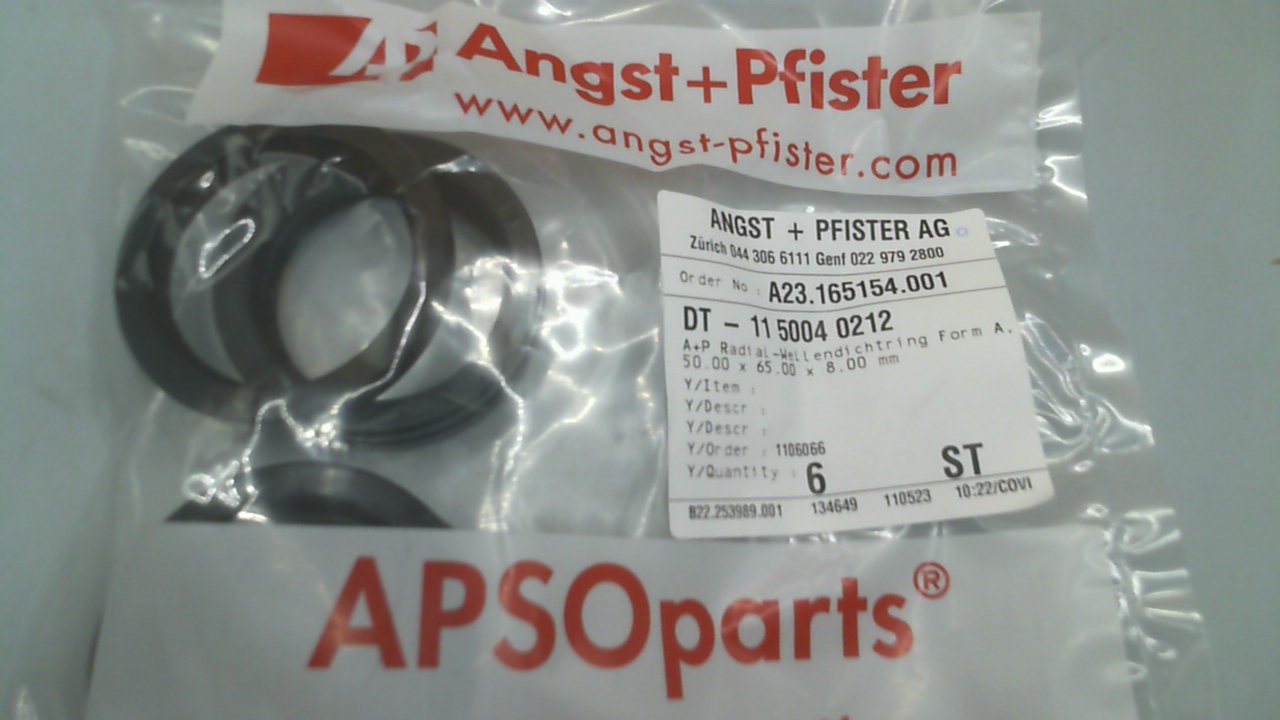 Angst+Pfister
www.angst-pfister.com
ANGST + PFISTER AG
Zürich 044 306 6111 Genf 022 979 2800
Order No : A23.165154.001
DT - 11 5004 0212
A+P Radial-Wellendichtring Form A.
50.00 x 65.00 x 8.00 mm
Y/Item :
Y/Descr :
Y/Descr :
Y/Order : 1106066
Y/Quantity : 6 ST
B22.253989.001 134649 110523 10:22/COVI
APSOparts®